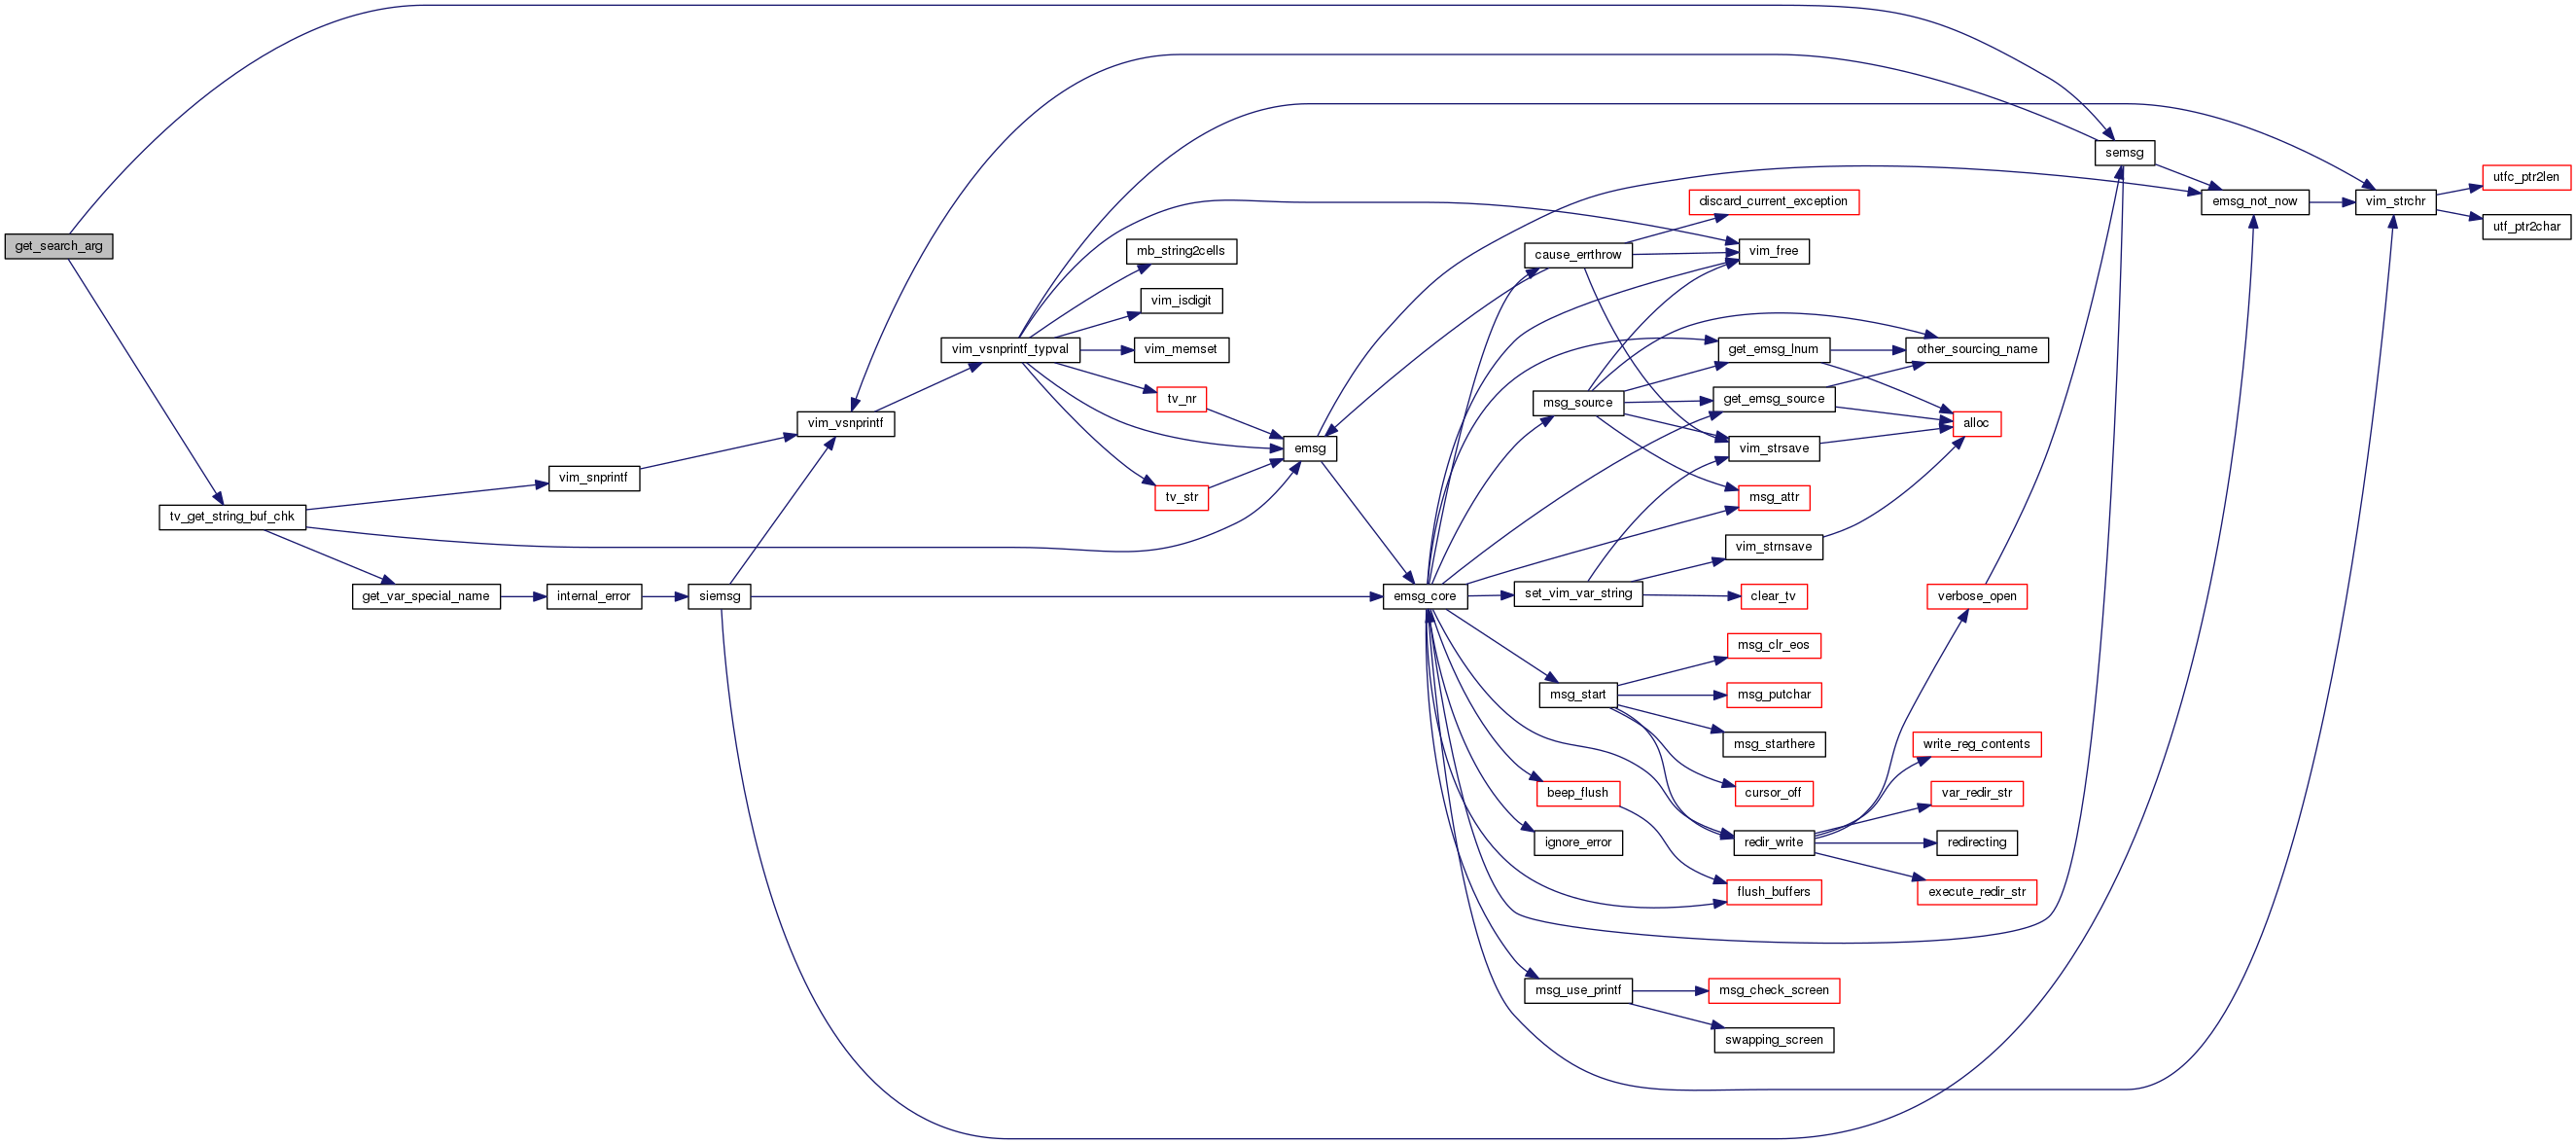 get_search_arg
tv_get_string_buf_chk
vim_snprintf
get_var_special_name
internal_error
siemsg
vim_vsnprintf
vim_vsnprintf_typval
mb_string2cells
vim_isdigit
vim_memset
tv_nr
tv_str
emsg
emsg_core
cause_errthrow
msg_source
set_vim_var_string
msg_start
beep_flush
ignore_error
msg_use_printf
discard_current_exception
vim_free
get_emsg_lnum
get_emsg_source
vim_strsave
msg_attr
vim_strnsave
clear_tv
msg_clr_eos
msg_putchar
msg_starthere
cursor_off
redir_write
flush_buffers
msg_check_screen
swapping_screen
other_sourcing_name
alloc
verbose_open
write_reg_contents
var_redir_str
redirecting
execute_redir_str
semsg
emsg_not_now
vim_strchr
utfc_ptr2len
utf_ptr2char